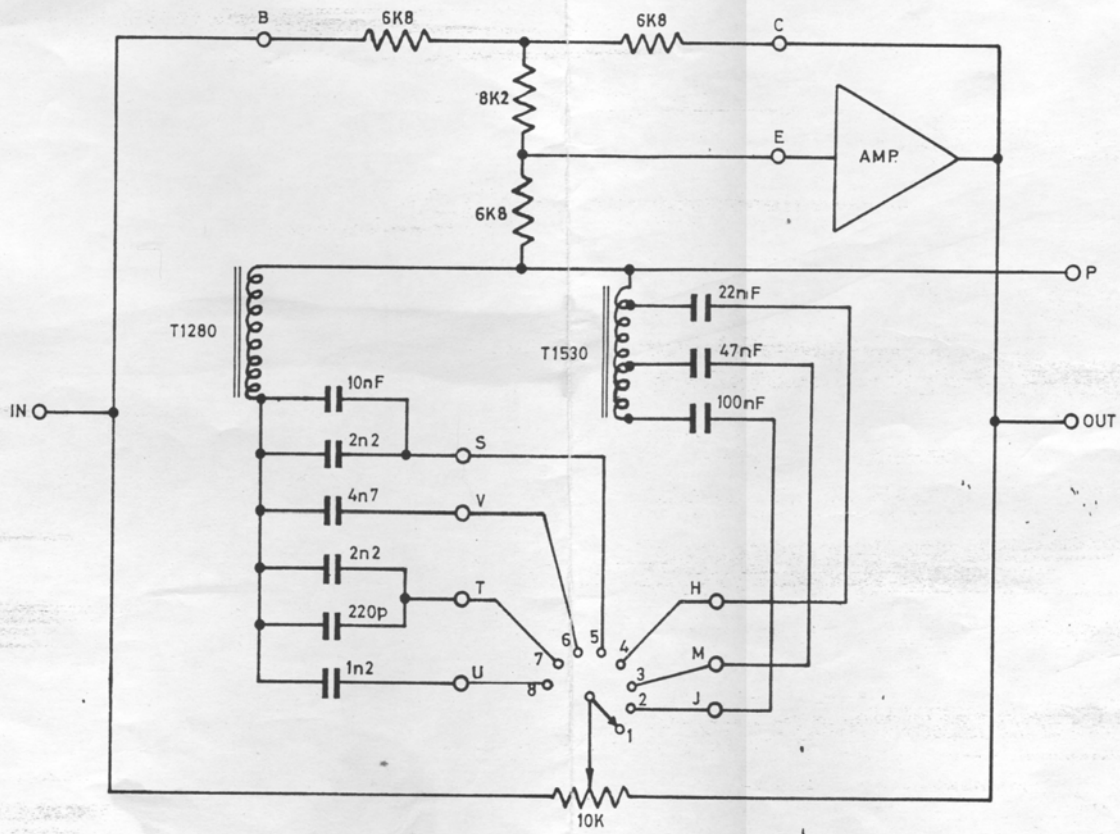 B 6K8 6K8 C
8K2
E AMP.
6K8
P
T1280 T1530 22nF
47nF
10nF 100nF
IN OUT
2n2 S
4n7 V
2n2
T H
220p
6 5 4
7 M
1n2 U 8 3
2 J
1
10K